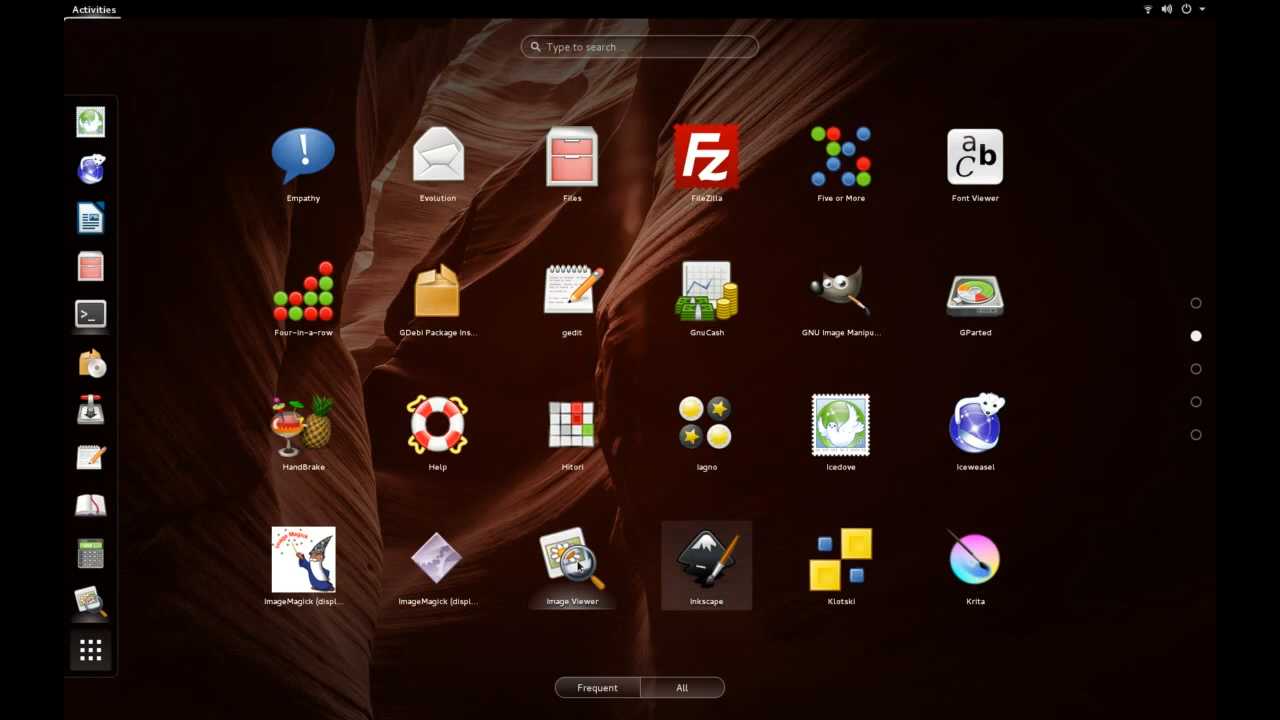 Activities
Type to search...
Empathy
Evolution
Files
FileZilla
Five or More
Font Viewer
Four-in-a-row
GDebi Package Ins...
gedit
GnuCash
GNU Image Manipu...
GParted
HandBrake
Help
Hitori
Iagno
Icedove
Iceweasel
ImageMagick (displ...
ImageMagick (displ...
Image Viewer
Inkscape
Klotski
Krita
Frequent
All